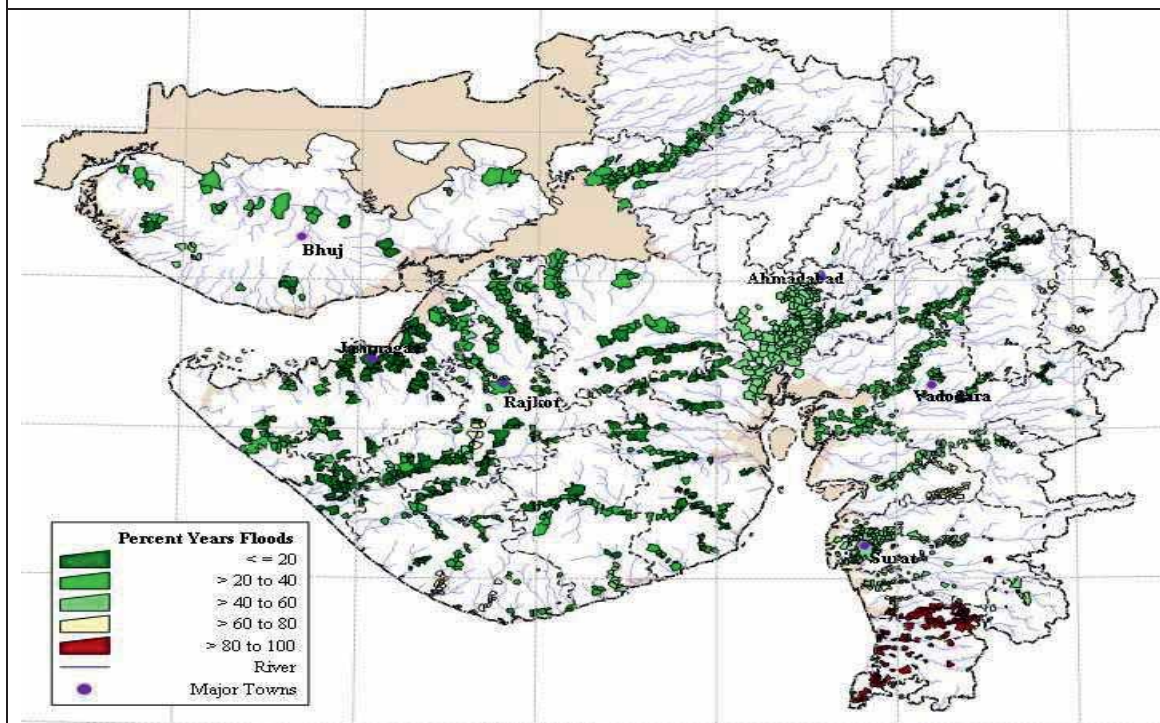 Bhuj
Ahmadabad
Jamnagar
Rajkot
Vadodara
Surat
Percent Years Floods
< = 20
> 20 to 40
> 40 to 60
> 60 to 80
> 80 to 100
River
Major Towns